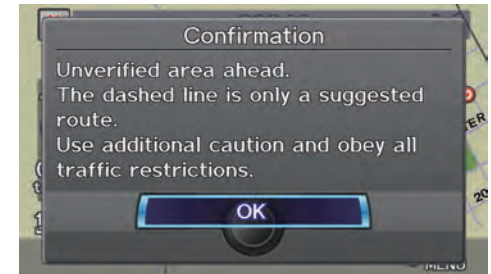 Confirmation
Unverified area ahead.
The dashed line is only a suggested
route.
Use additional caution and obey all
traffic restrictions.
OK
MENU